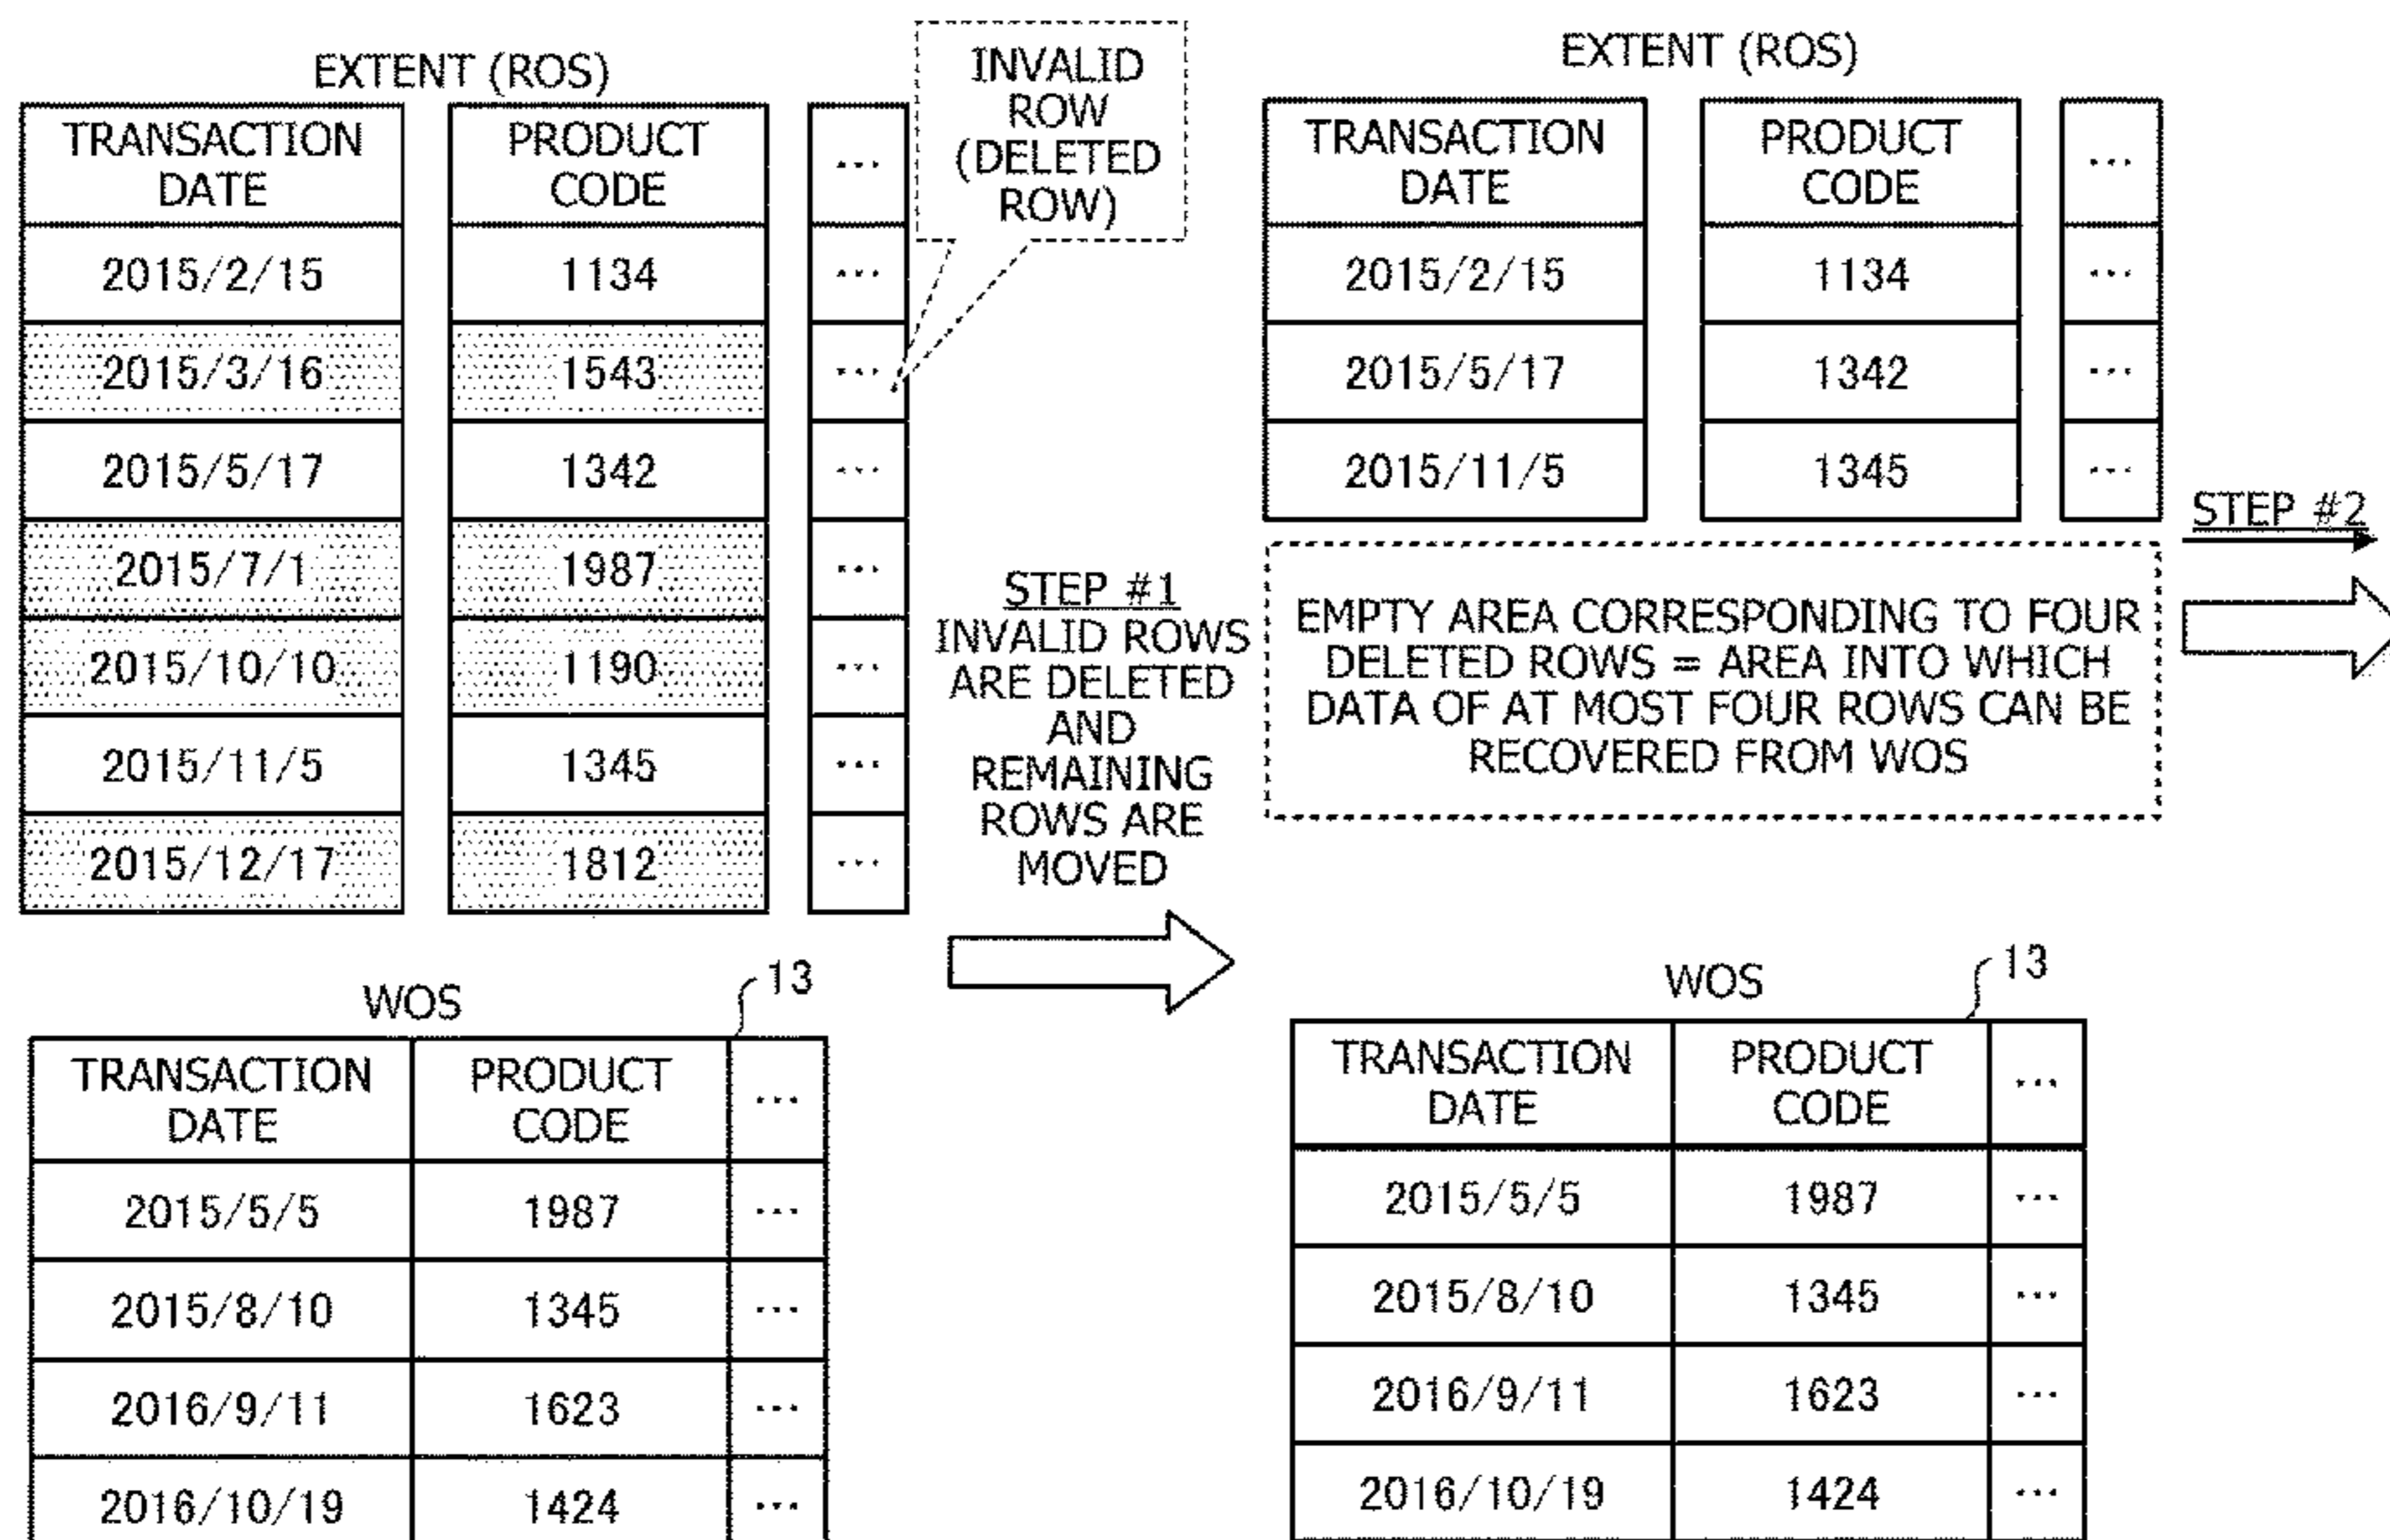 EXTENT (ROS)
TRANSACTION DATE PRODUCT CODE ...
2015/2/15 1134 ...
2015/3/16 1543 ...
2015/5/17 1342 ...
2015/7/1 1987 ...
2015/10/10 1190 ...
2015/11/5 1345 ...
2015/12/17 1812 ...
INVALID
ROW
(DELETED
ROW)
WOS
13
TRANSACTION DATE PRODUCT CODE ...
2015/5/5 1987 ...
2015/8/10 1345 ...
2016/9/11 1623 ...
2016/10/19 1424 ...
STEP #1
INVALID ROWS
ARE DELETED
AND
REMAINING
ROWS ARE
MOVED
EXTENT (ROS)
TRANSACTION DATE PRODUCT CODE ...
2015/2/15 1134 ...
2015/5/17 1342 ...
2015/11/5 1345 ...
EMPTY AREA CORRESPONDING TO FOUR
DELETED ROWS = AREA INTO WHICH
DATA OF AT MOST FOUR ROWS CAN BE
RECOVERED FROM WOS
WOS
13
TRANSACTION DATE PRODUCT CODE ...
2015/5/5 1987 ...
2015/8/10 1345 ...
2016/9/11 1623 ...
2016/10/19 1424 ...
STEP #2